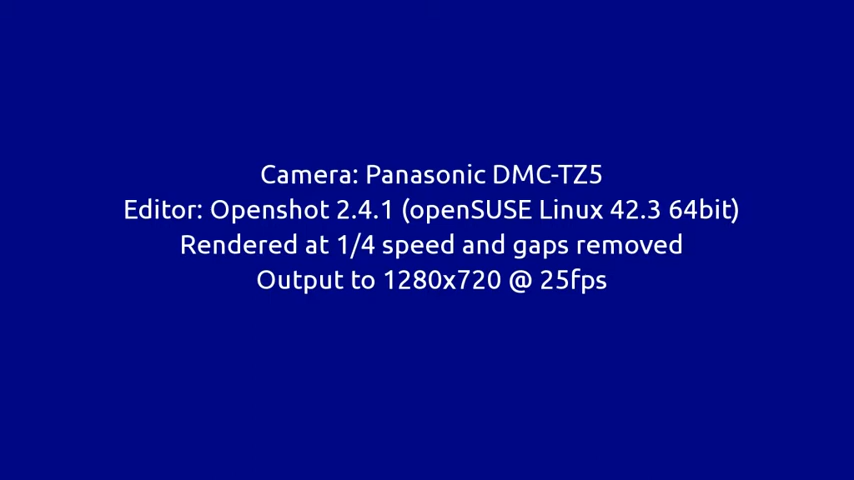 Camera: Panasonic DMC-TZ5
Editor: Openshot 2.4.1 (openSUSE Linux 42.3 64bit)
Rendered at 1/4 speed and gaps removed
Output to 1280x720 @ 25fps